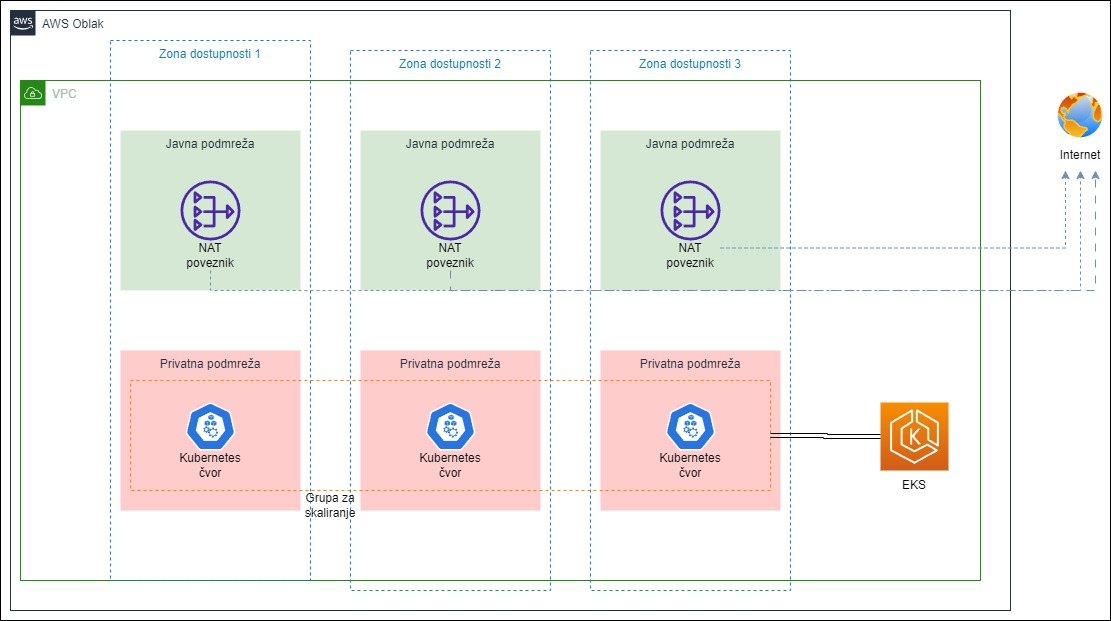 aws
AWS Oblak
Zona dostupnosti 1
Zona dostupnosti 2
Zona dostupnosti 3
VPC
Javna podmreža
Javna podmreža
Javna podmreža
Internet
NAT
poveznik
NAT
poveznik
NAT
poveznik
Privatna podmreža
Privatna podmreža
Privatna podmreža
Kubernetes
čvor
Kubernetes
čvor
Kubernetes
čvor
K
EKS
Grupa za
skaliranje